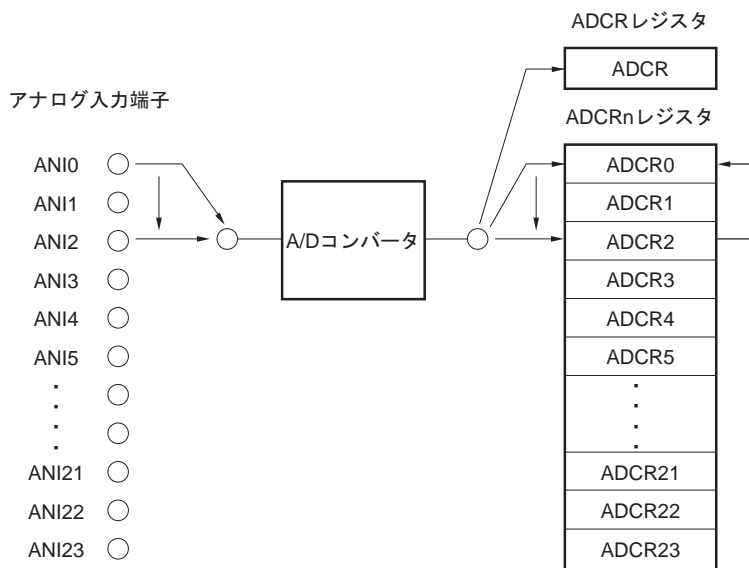 ADCRレジスタ
ADCR
アナログ入力端子
ADCRnレジスタ
ANI0
ANI1
ANI2
ANI3
ANI4
ANI5
ANI21
ANI22
ANI23
A/Dコンバータ
ADCR0
ADCR1
ADCR2
ADCR3
ADCR4
ADCR5
ADCR21
ADCR22
ADCR23